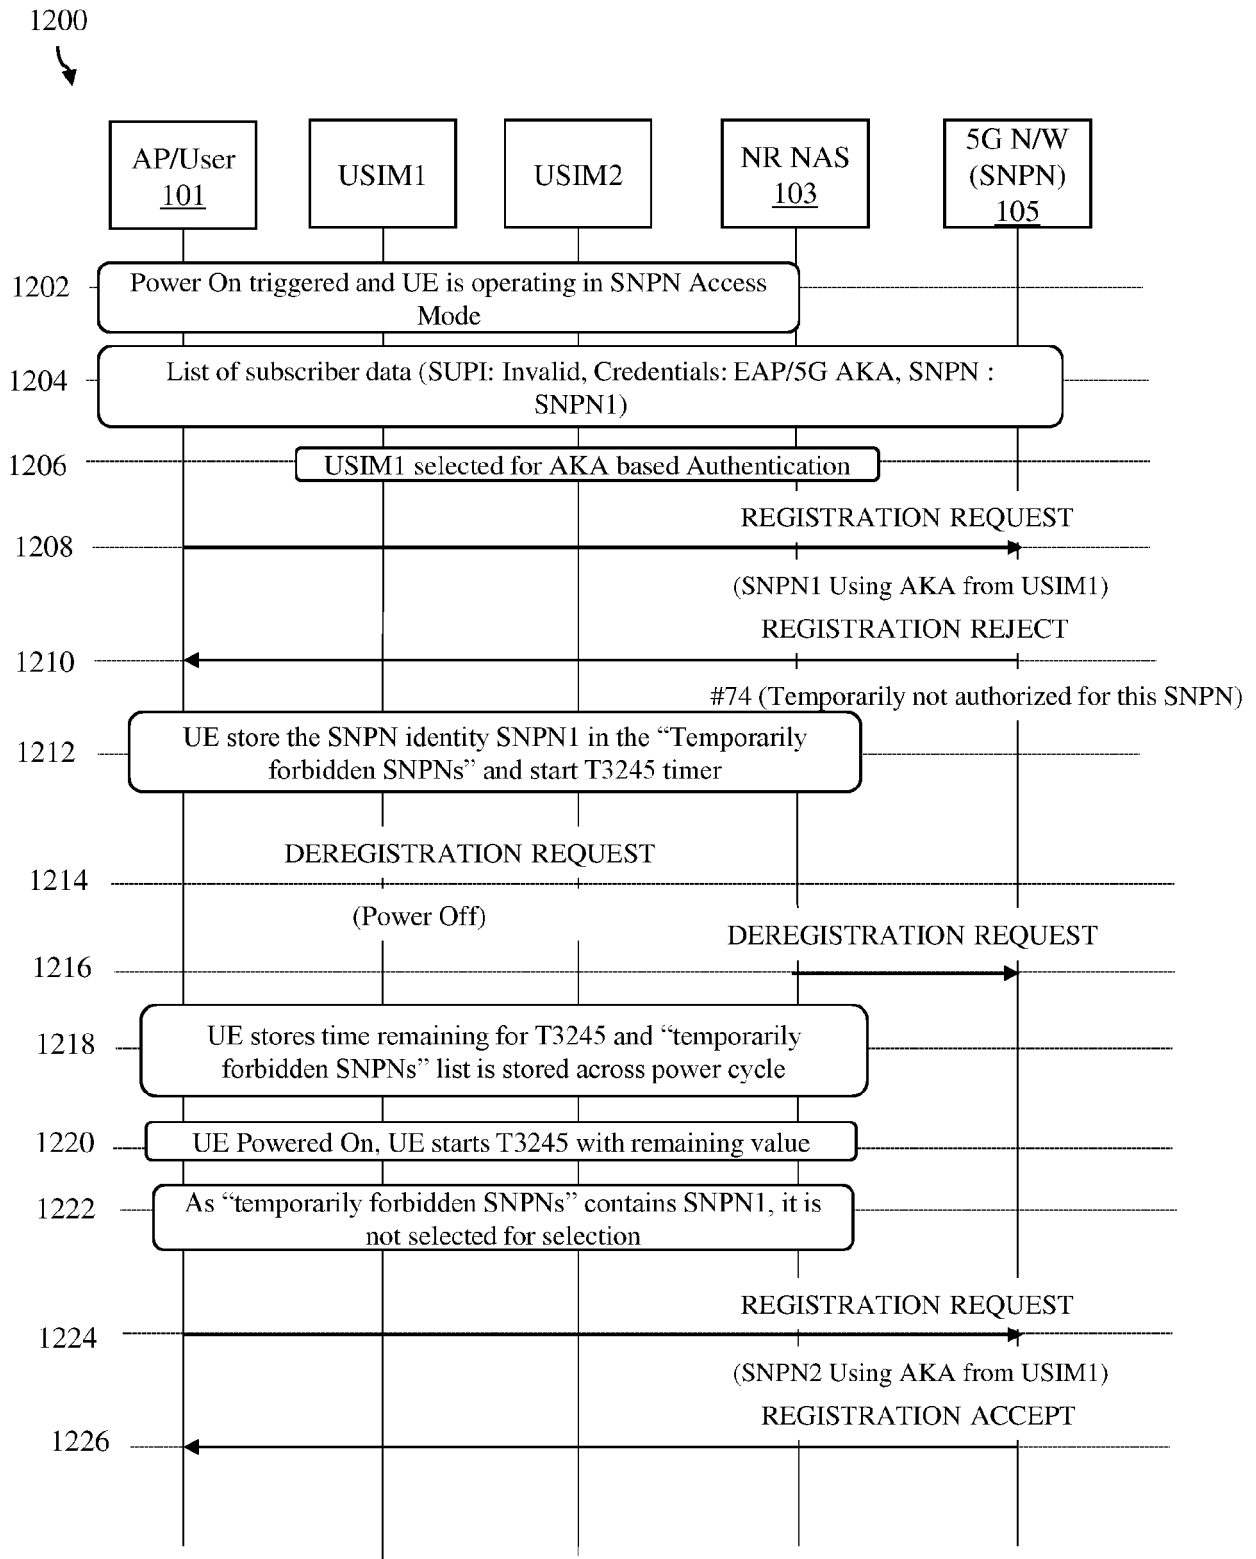 1200
AP/User
101
USIM1
USIM2
NR NAS
103
5G N/W
(SNPN)
105
1202
Power On triggered and UE is operating in SNPN Access
Mode
1204
List of subscriber data (SUPI: Invalid, Credentials: EAP/5G AKA, SNPN :
SNPN1)
1206
USIM1 selected for AKA based Authentication
REGISTRATION REQUEST
1208
(SNPN1 Using AKA from USIM1)
REGISTRATION REJECT
1210
#74 (Temporarily not authorized for this SNPN)
1212
UE store the SNPN identity SNPN1 in the “Temporarily
forbidden SNPNs” and start T3245 timer
DEREGISTRATION REQUEST
1214
(Power Off)
DEREGISTRATION REQUEST
1216
1218
UE stores time remaining for T3245 and “temporarily
forbidden SNPNs” list is stored across power cycle
1220
UE Powered On, UE starts T3245 with remaining value
1222
As “temporarily forbidden SNPNs” contains SNPN1, it is
not selected for selection
REGISTRATION REQUEST
1224
(SNPN2 Using AKA from USIM1)
REGISTRATION ACCEPT
1226